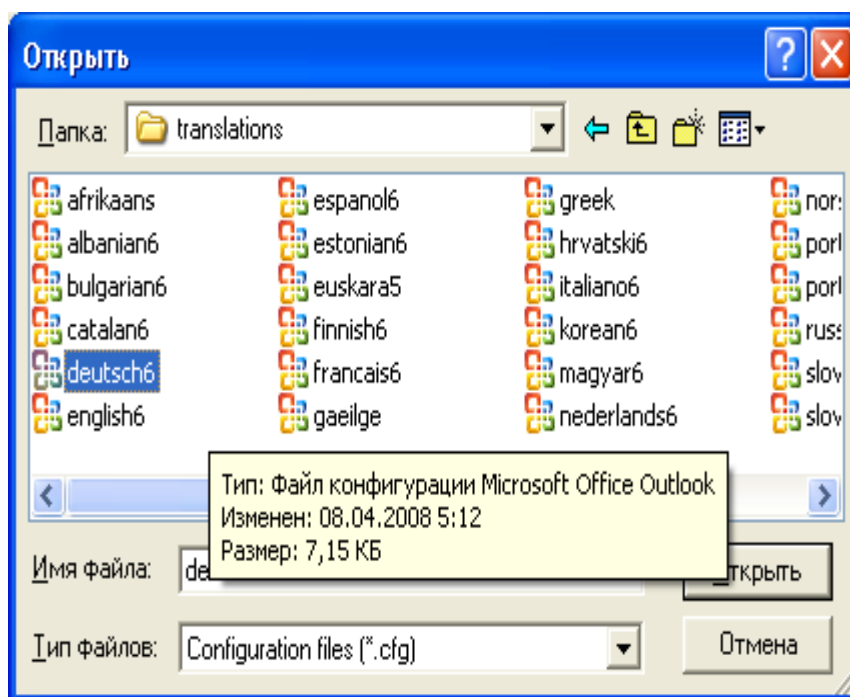 Открыть
Папка: translations
afrikaans
albanian6
bulgarian6
catalan6
deutsch6
english6
espanol6
estonian6
euskara5
finnish6
francais6
gaeilge
greek
hrvatski6
italiano6
korean6
magyar6
nederlands6
Тип: Файл конфигурации Microsoft Office Outlook
Изменен: 08.04.2008 5:12
Размер: 7,15 КБ
Имя файла: de
Тип файлов: Configuration files (*.cfg)
Отмена